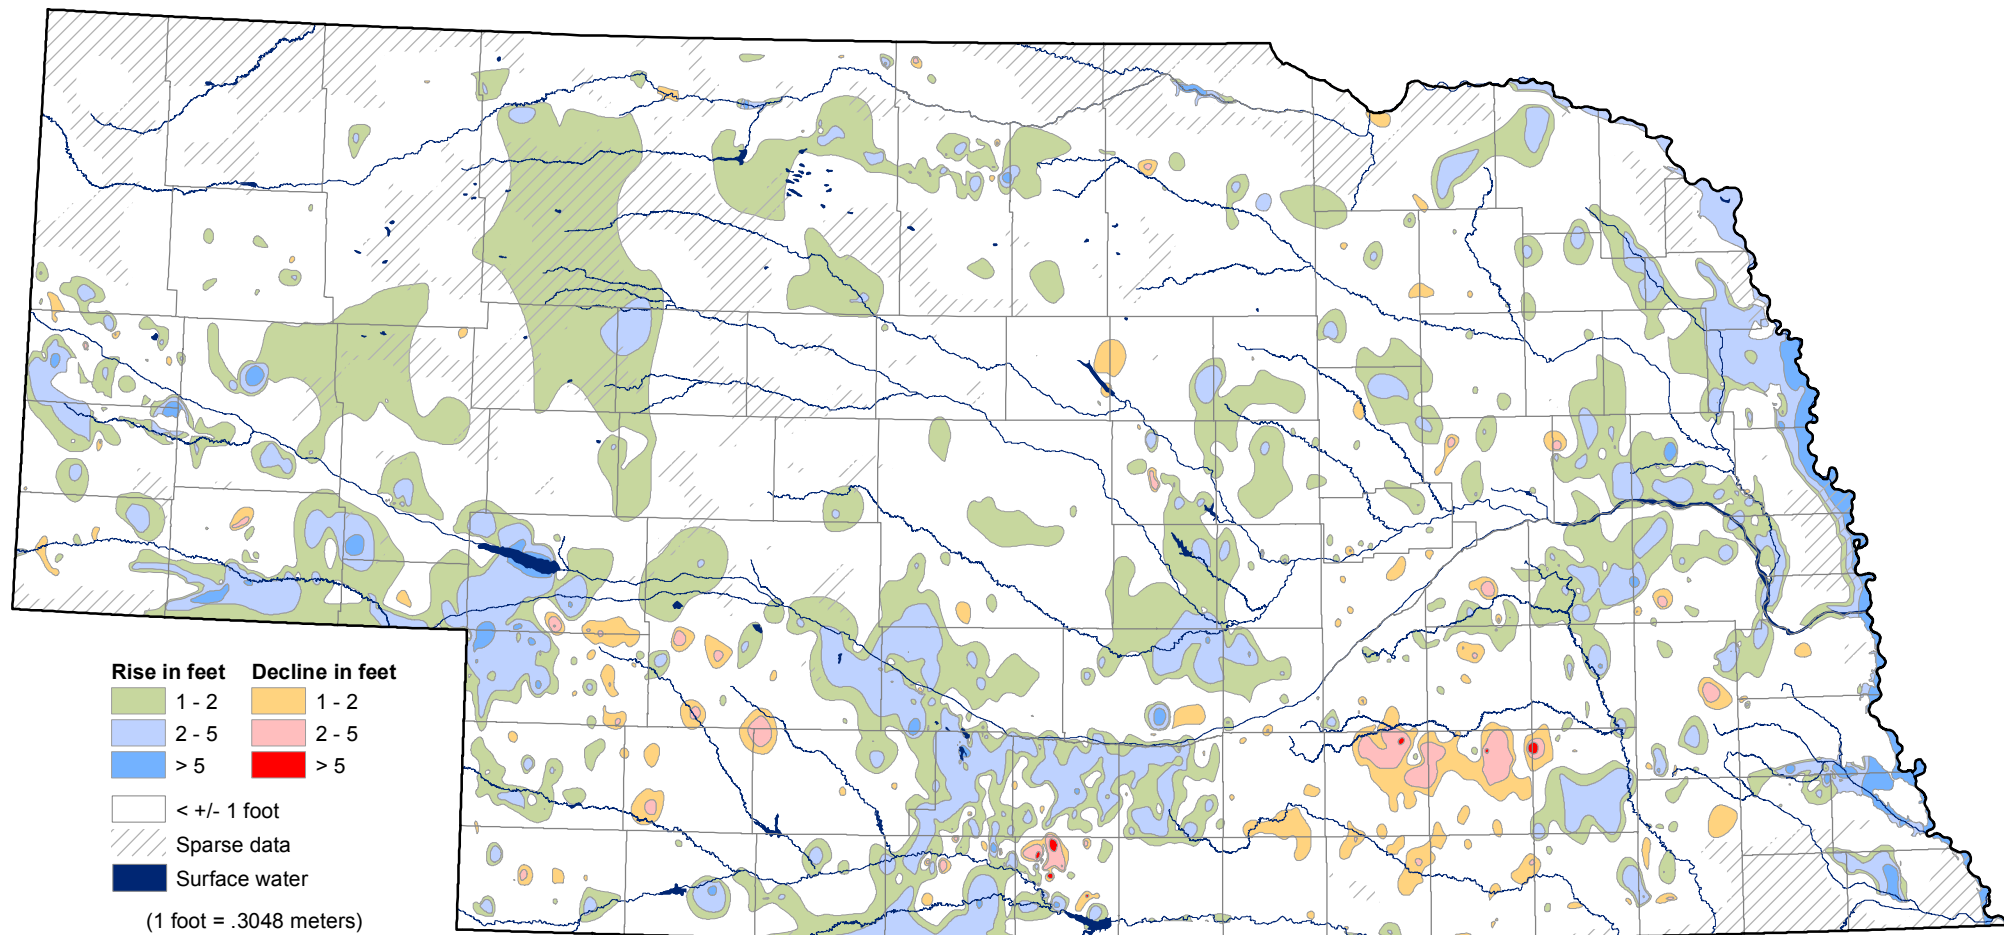 Rise in feet Decline in feet
1 - 2 1 - 2
2 - 5 2 - 5
> 5 > 5
< +/- 1 foot
Sparse data
Surface water
(1 foot = .3048 meters)